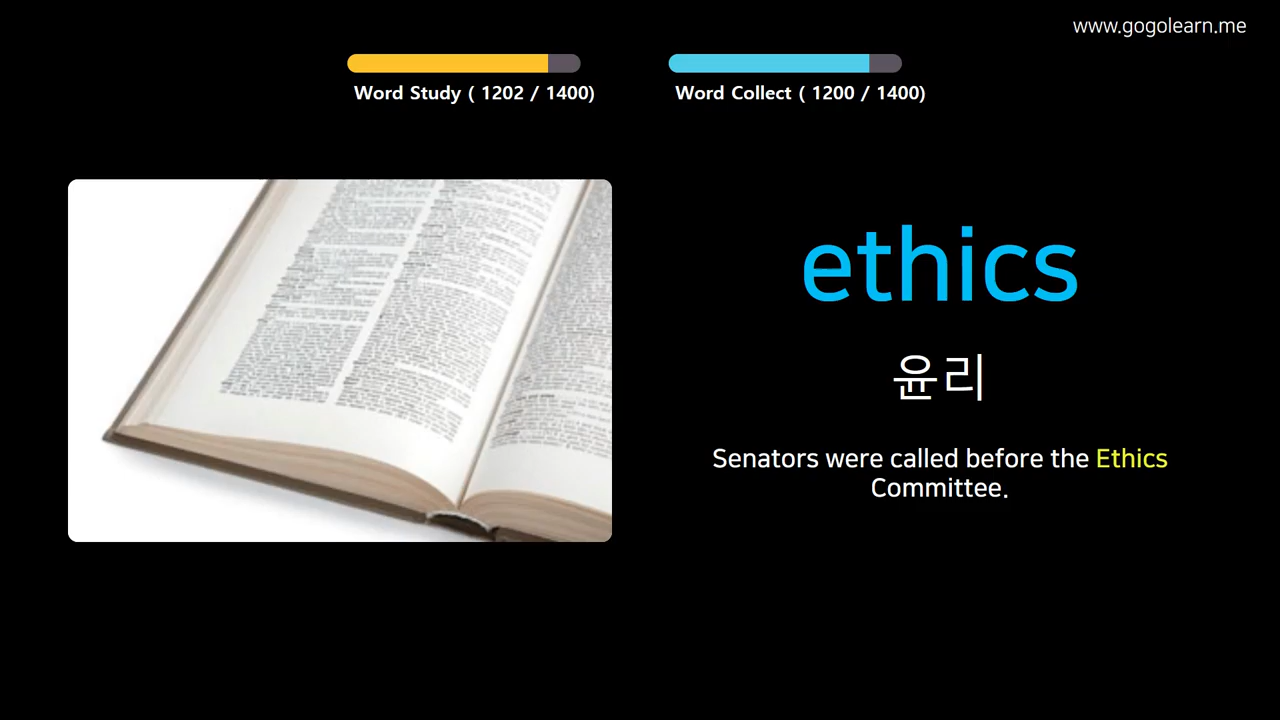 www.gogolearn.me
Word Study ( 1202 / 1400)
Word Collect ( 1200 / 1400)
ethics
윤리
Senators were called before the Ethics
Committee.